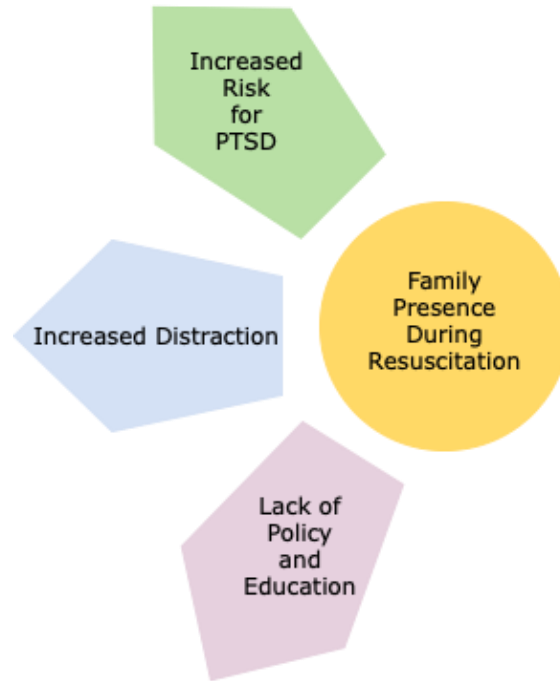 Increased
Risk
for
PTSD
Family
Presence
During
Resuscitation
Increased Distraction
Lack of
Policy
and
Education